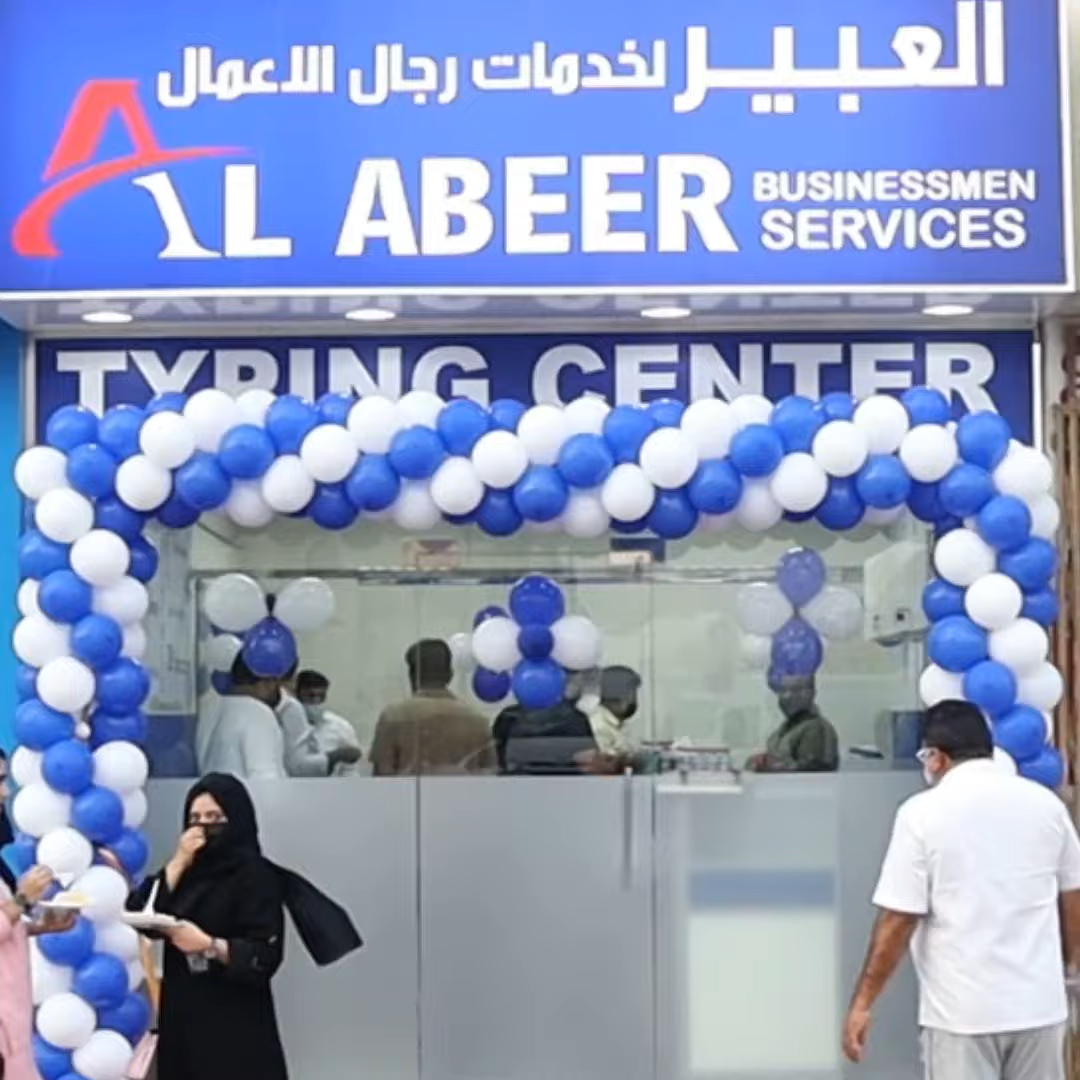 العبير لخدمات رجال الاعمال
AL ABEER BUSINESSMEN SERVICES
TYPING CENTER